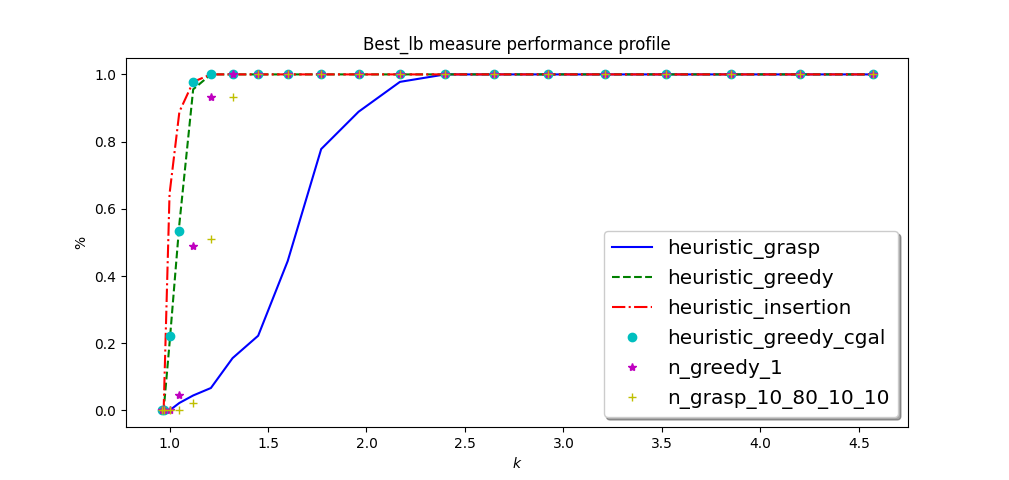 Best_lb measure performance profile
%
1.0
0.8
0.6
0.4
0.2
0.0
heuristic_grasp
heuristic_greedy
heuristic_insertion
heuristic_greedy_cgal
n_greedy_1
n_grasp_10_80_10_10
1.0 1.5 2.0 2.5 3.0 3.5 4.0 4.5
k